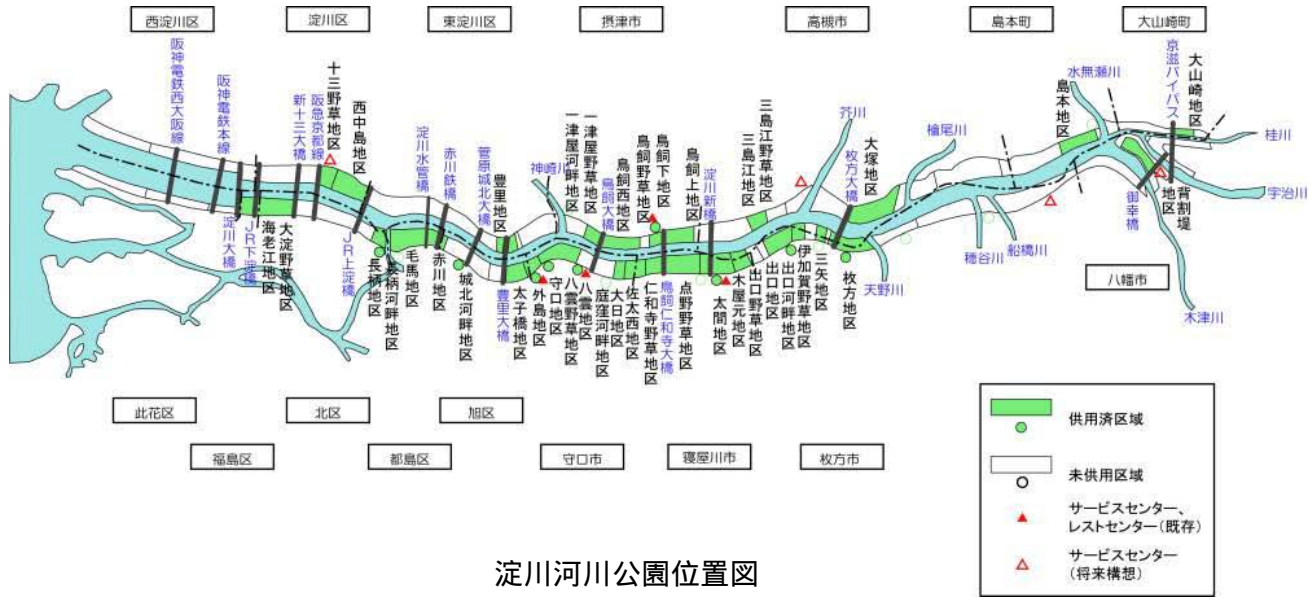 西淀川区
淀川区
東淀川区
摂津市
高槻市
島本町
大山崎町
阪神電鉄西大阪線
阪神電鉄本線
新十三大橋
阪急京都線
十三野草地区
西中島地区
淀川水管橋
赤川鉄橋
菅原城北大橋
豊里地区
神崎川
一津屋河畔地区
一津屋野草地区
鳥飼西地区
鳥飼大橋
鳥飼野草地区
鳥飼下地区
鳥飼上地区
淀川新橋
三島江地区
三島江野草地区
芥川
枚方大橋
大塚地区
檜尾川
島本地区
水無瀬川
京滋バイパス
大山崎地区
桂川
宇治川
淀川大橋
JR下淀橋
海老江地区
大淀野草地区
JR上淀橋
長柄地区
長柄河畔地区
毛馬地区
赤川地区
城北河畔地区
豊里大橋
太子橋地区
外島地区
守口地区
八雲野草地区
八雲地区
庭窪河畔地区
大日地区
佐太西地区
仁和寺野草地区
鳥飼仁和寺大橋
点野野草地区
太間地区
木屋元地区
出口野草地区
出口地区
出口河畔地区
伊加賀野草地区
三矢地区
枚方地区
天野川
穂谷川
船橋川
御幸橋
背割堤地区
木津川
八幡市
此花区
北区
旭区
福島区
都島区
守口市
寝屋川市
枚方市
供用済区域
未供用区域
サービスセンター、
レストセンター(既存)
サービスセンター
(将来構想)
淀川河川公園位置図